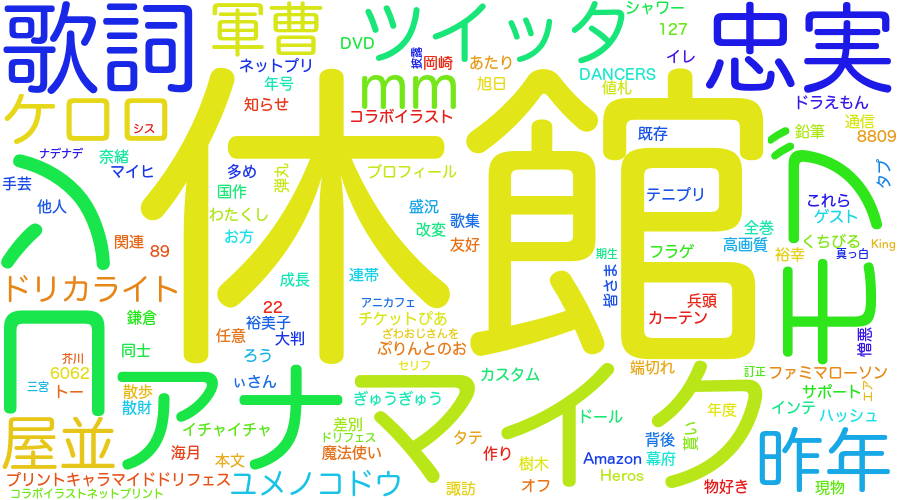 歌詞
軍曹
ツイッタ
シャワー
127
忠実
DVD
岡崎
あたり
ネットプリ
年号
旭日
DANCERS
イレ
値札
ドラえもん
ケロロ
シス
知らせ
mm
コラボイラスト
既存
鉛筆
通信
8809
ナデナデ
奈緒
マイヒ
多め
弾丸
プロフィール
休館
タブ
手芸
国作
テニプリ
これら
ゲスト
他人
わたくし
盛況
歌集
改変
全巻
くちびる
King
関連
89
お方
友好
フラゲ
高画質
真っ白
裕幸
期生
モブ
ハロ
ドリカライト
成長
連帯
皆さま
アニカフェ
22
チケットぴあ
兵頭
カーテン
鎌倉
裕美子
任意
大判
ざわおじさんを
ぷりんとのお
憎悪
同士
ろう
芥川
6062
三宮
トー
アナ
散歩
散財
いさん
セリフ
カスタム
端切れ
訂正
ファミマローソン
サポート
エア
マイク
ぎゅうぎゅう
インテ
ハッシュ
イチャイチャ
差別
ドリフェス
ドール
年度
買い
屋並
海月
本文
魔法使い
タテ
作り
背後
幕府
Amazon
昨年
プリントキャラマイドドリフェス
コラボイラストネットプリント
ユメノコドウ
諏訪
樹木
オフ
Heros
物好き
現物